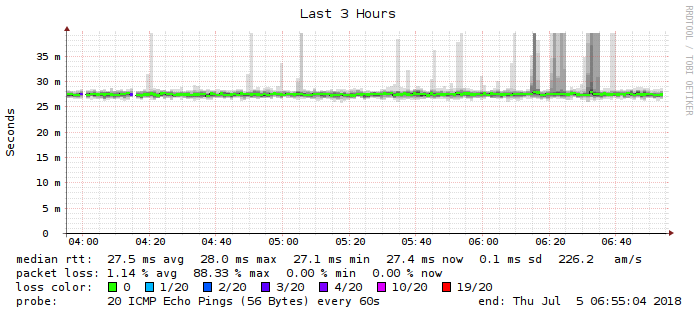 Last 3 Hours
RRDTOOL / TOBI OETIKER
Seconds
35 m
30 m
25 m
20 m
15 m
10 m
5 m
0
04:00 04:20 04:40 05:00 05:20 05:40 06:00 06:20 06:40
median rtt: 27.5 ms avg 28.0 ms max 27.1 ms min 27.4 ms now 0.1 ms sd 226.2 am/s
packet loss: 1.14 % avg 88.33 % max 0.00 % min 0.00 % now
loss color: 0 1/20 2/20 3/20 4/20 10/20 19/20
probe: 20 ICMP Echo Pings (56 Bytes) every 60s end: Thu Jul 5 06:55:04 2018